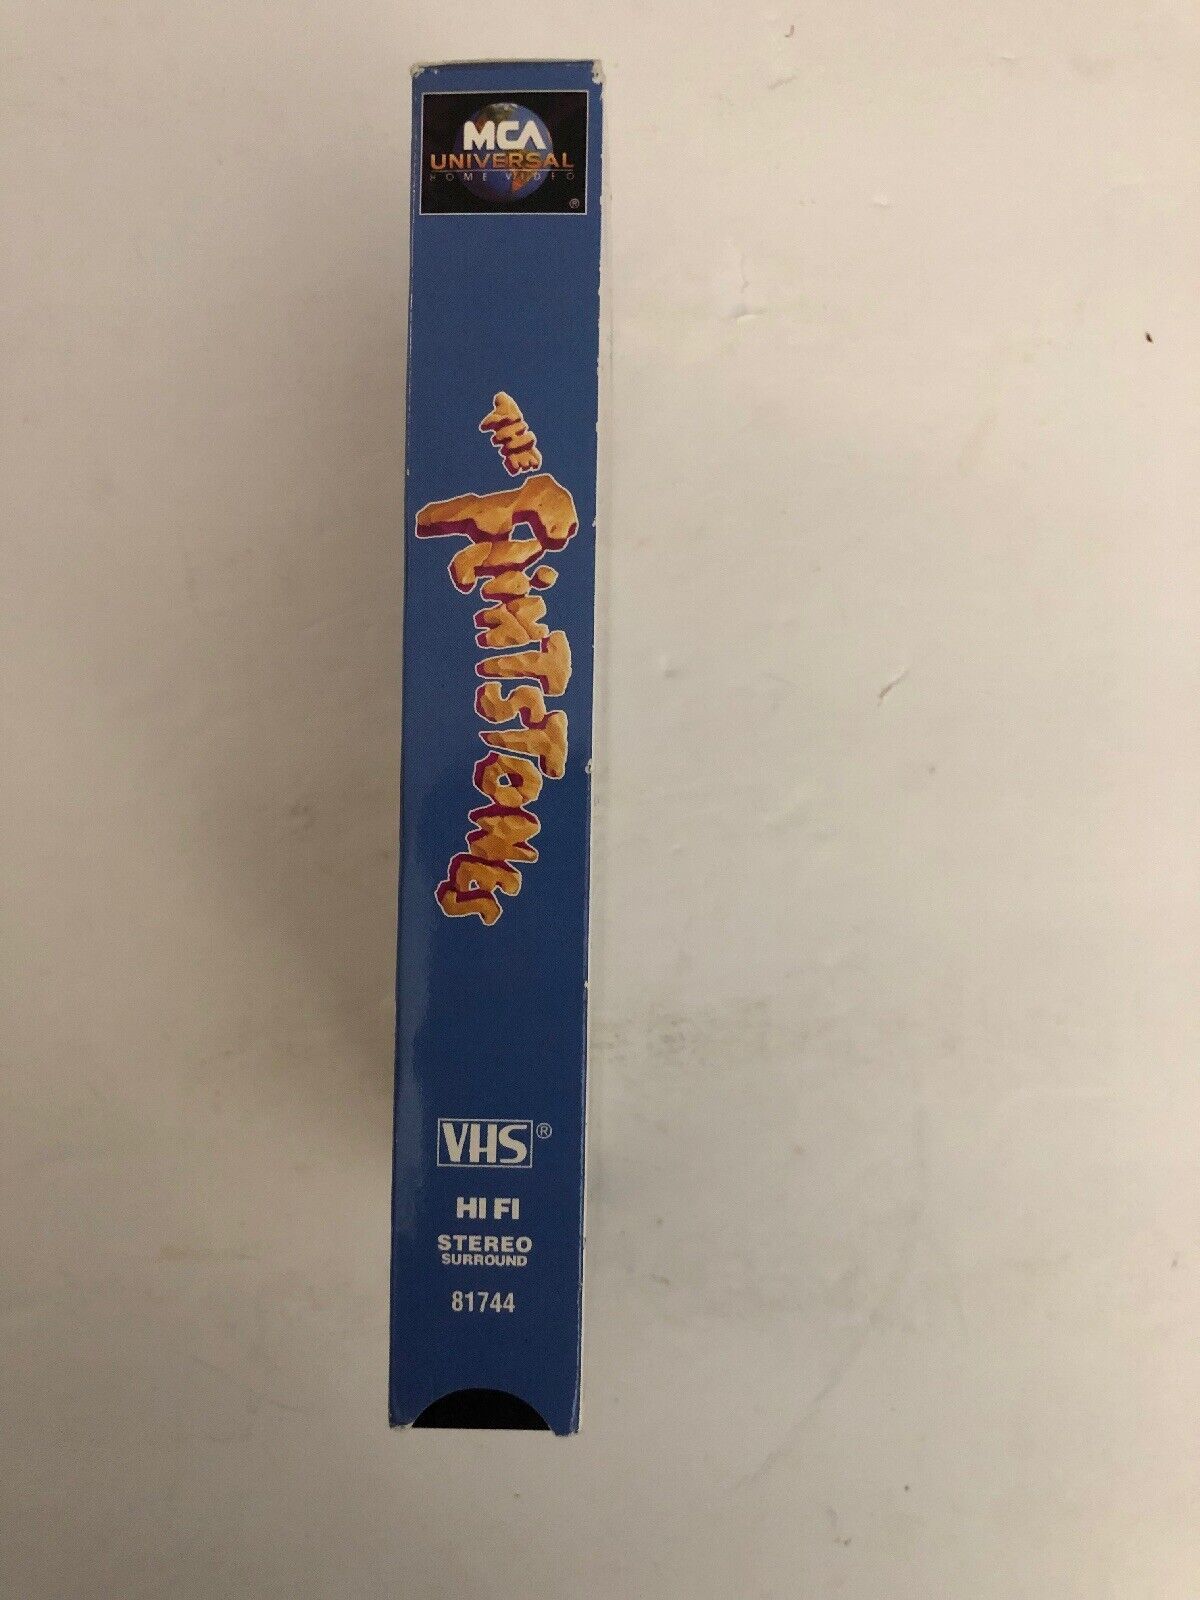 MCA
UNIVERSAL
HOME VIDEO
®
THE
FLiNTSTONES
VHS®
HI FI
STEREO
SURROUND
81744